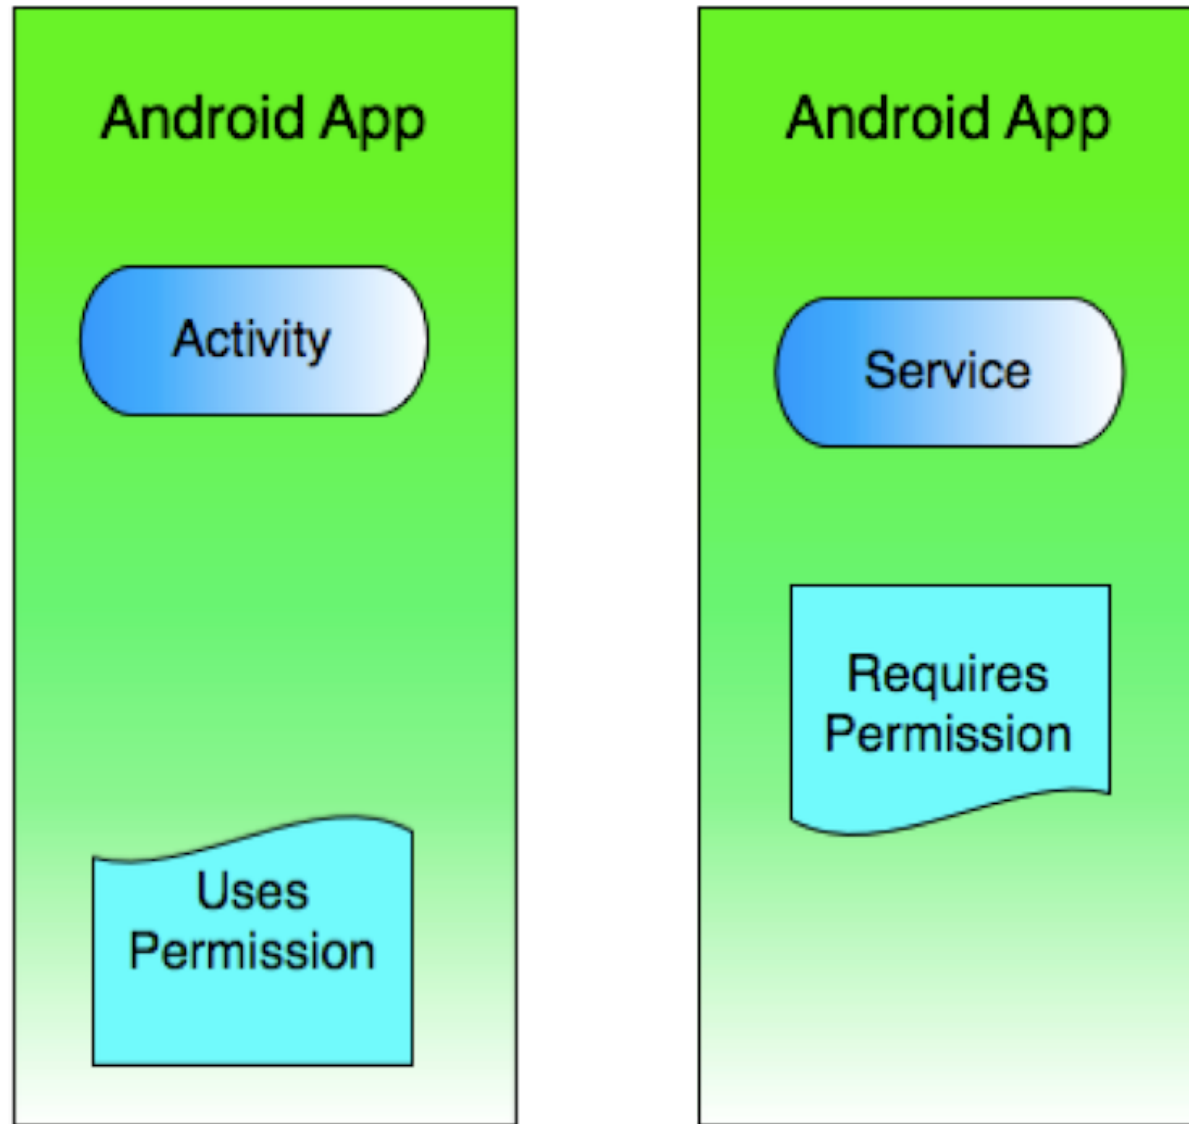 Android App
Activity
Uses
Permission
Android App
Service
Requires
Permission